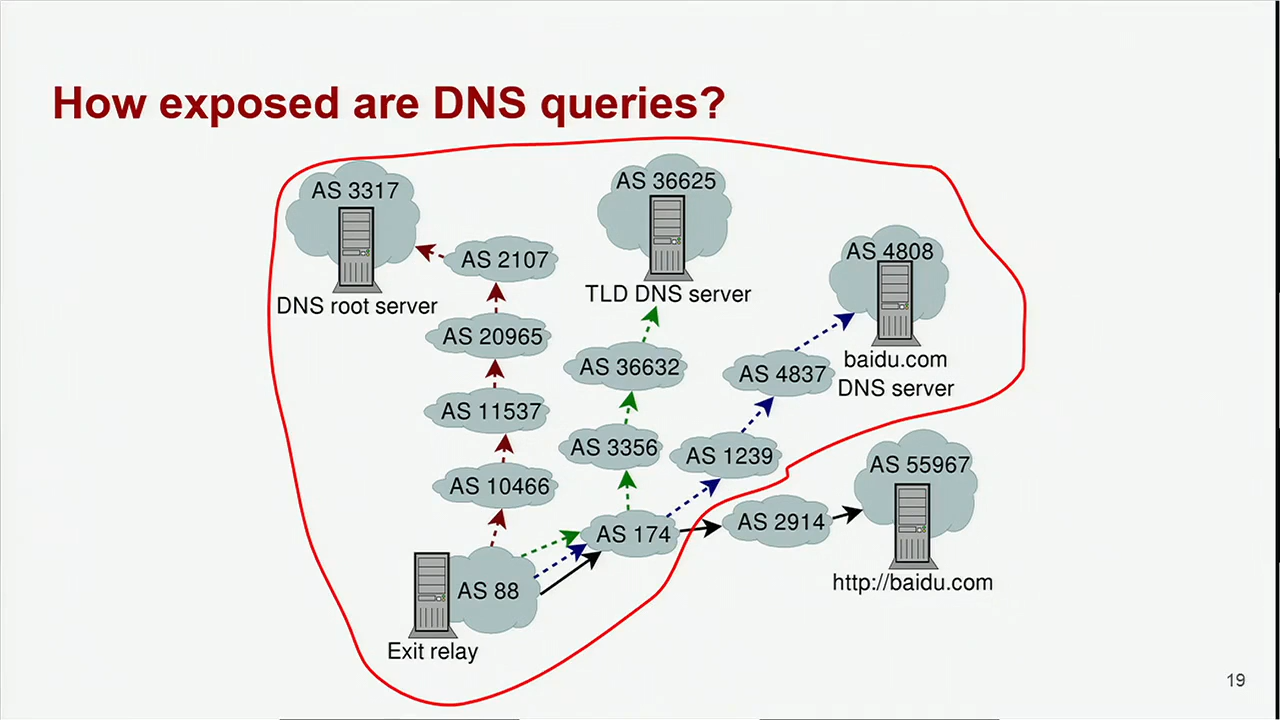 How exposed are DNS queries?
AS 3317
DNS root server
AS 2107
AS 20965
AS 11537
AS 10466
AS 36625
TLD DNS server
AS 36632
AS 3356
AS 174
AS 4808
baidu.com
DNS server
AS 4837
AS 1239
AS 55967
http://baidu.com
AS 2914
AS 88
Exit relay
19